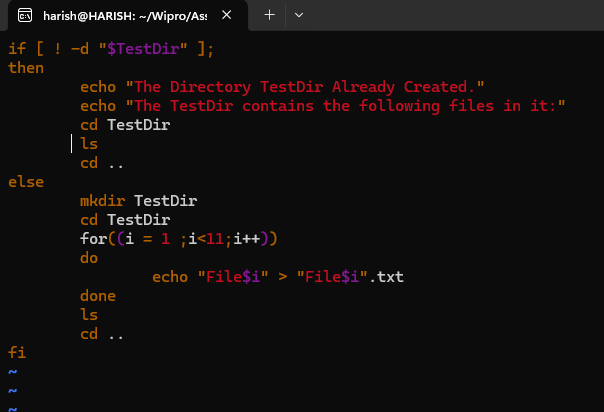 harish@HARISH: ~/Wipro/Ass
if [ ! -d "$TestDir" ];
then
        echo "The Directory TestDir Already Created."
        echo "The TestDir contains the following files in it:"
        cd TestDir
        ls
        cd ..
else
        mkdir TestDir
        cd TestDir
        for((i = 1 ;i<11;i++))
        do
                echo "File$i" > "File$i".txt
        done
        ls
        cd ..
fi
~
~
~